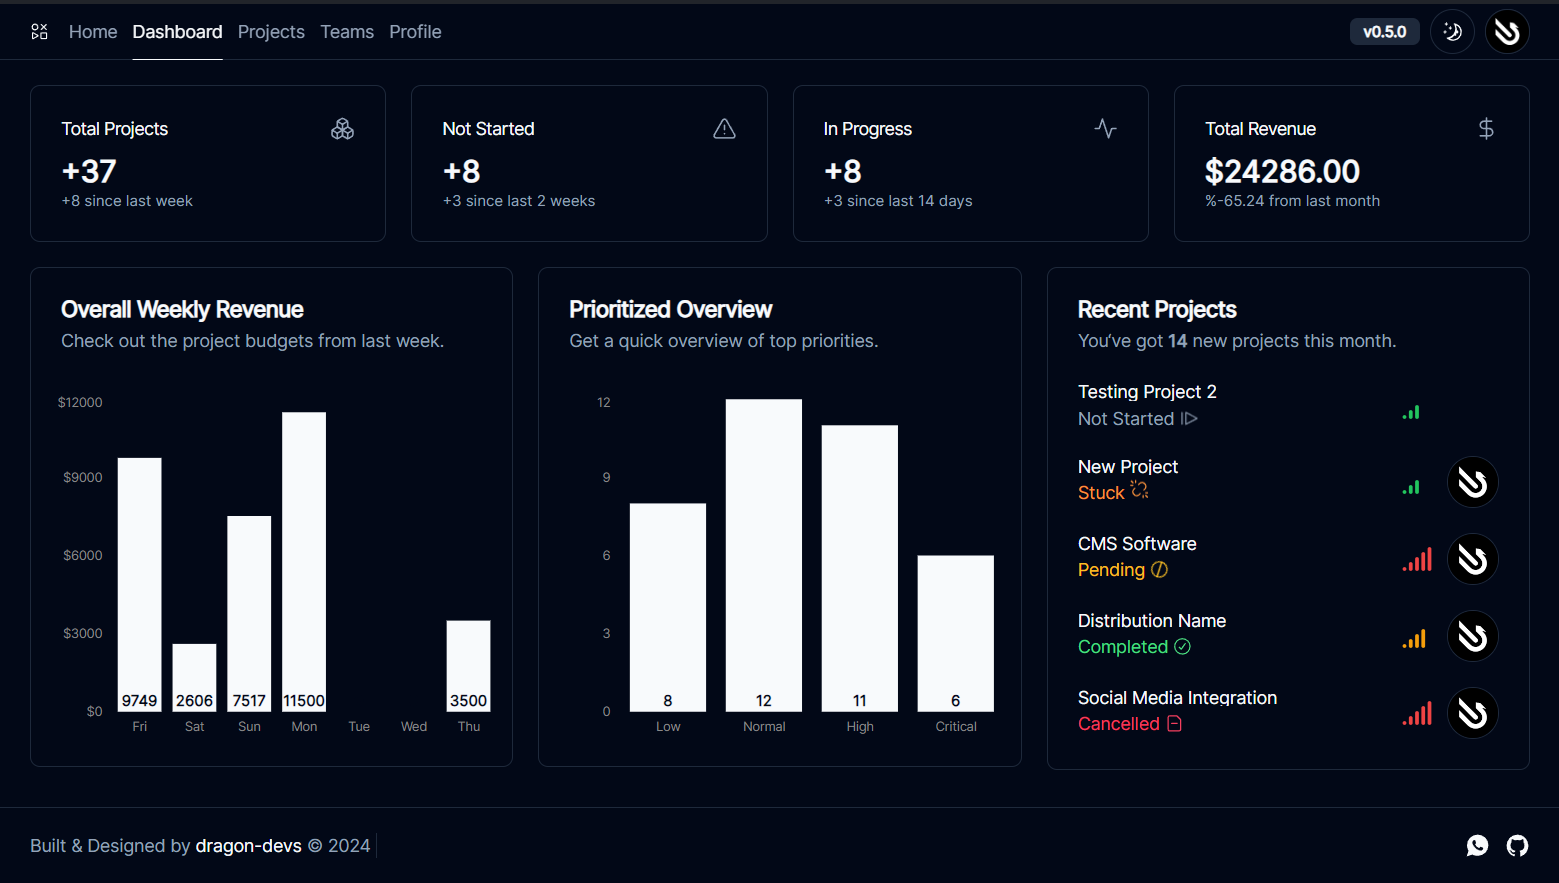 Home Dashboard Projects Teams Profile v0.5.0
Total Projects
+37
+8 since last week
Not Started
+8
+3 since last 2 weeks
In Progress
+8
+3 since last 14 days
Total Revenue
$24286.00
%-65.24 from last month
Overall Weekly Revenue
Check out the project budgets from last week.
$12000
$9000
$6000
$3000
$0
9749 2606 7517 11500 3500
Fri Sat Sun Mon Tue Wed Thu
Prioritized Overview
Get a quick overview of top priorities.
12
9
6
3
0
8 12 11 6
Low Normal High Critical
Recent Projects
You’ve got 14 new projects this month.
Testing Project 2
Not Started
New Project
Stuck
CMS Software
Pending
Distribution Name
Completed
Social Media Integration
Cancelled
Built & Designed by dragon-devs © 2024